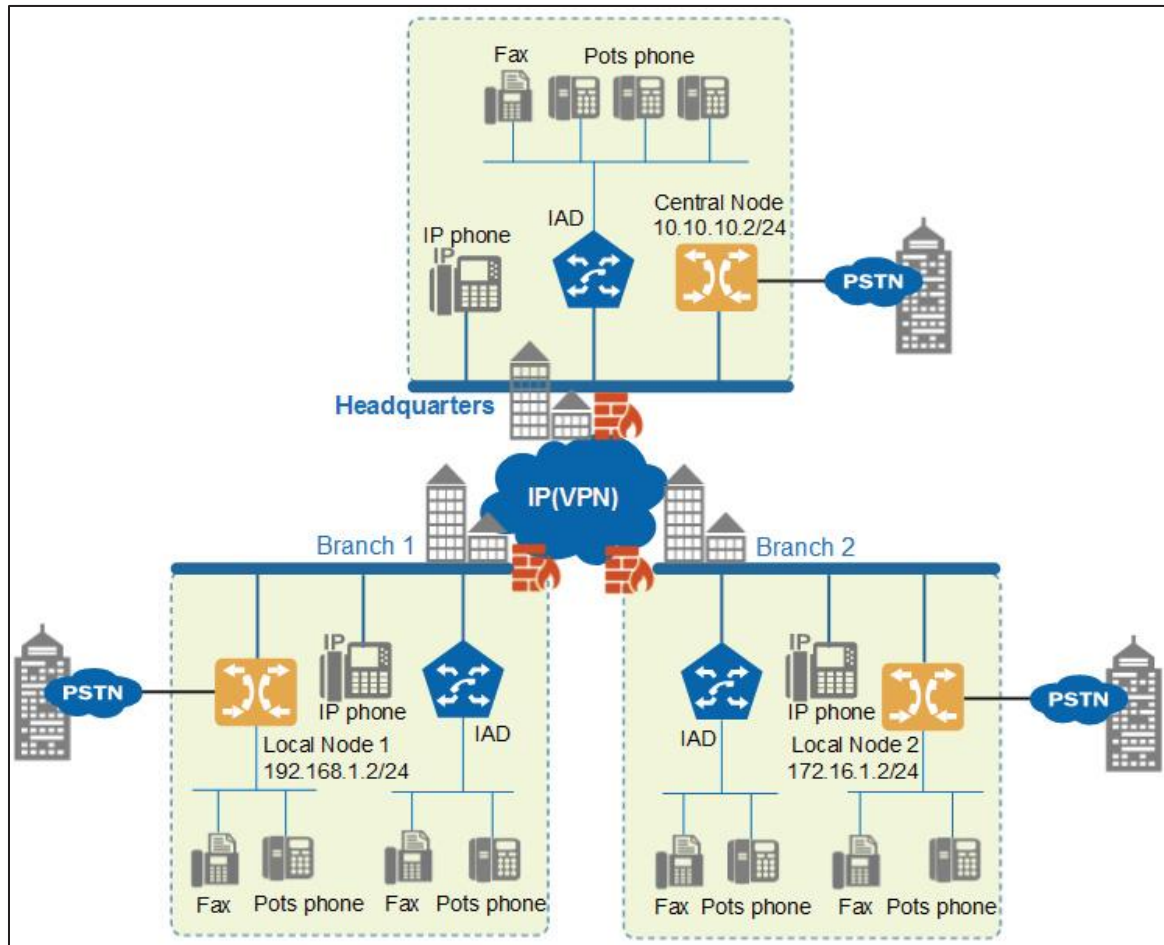 Fax
Pots phone
IAD
Central Node
10.10.10.2/24
IP phone
IP
PSTN
Headquarters
IP(VPN)
Branch 1
Branch 2
IP
IP
PSTN
IP phone
IAD
IAD
IP phone
PSTN
Local Node 1
192.168.1.2/24
Local Node 2
172.16.1.2/24
Fax
Pots phone
Fax
Pots phone
Fax
Pots phone
Fax
Pots phone